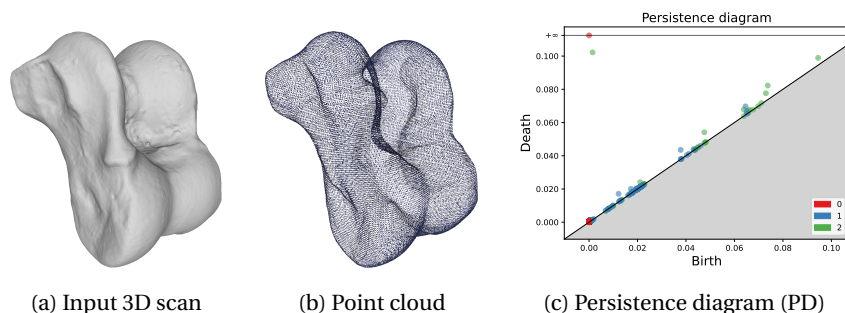 Persistence diagram
+∞
0.100
0.080
0.060
0.040
0.020
0.000
Death
0
1
2
0.00 0.02 0.04 0.06 0.08 0.10
Birth
(a) Input 3D scan (b) Point cloud (c) Persistence diagram (PD)